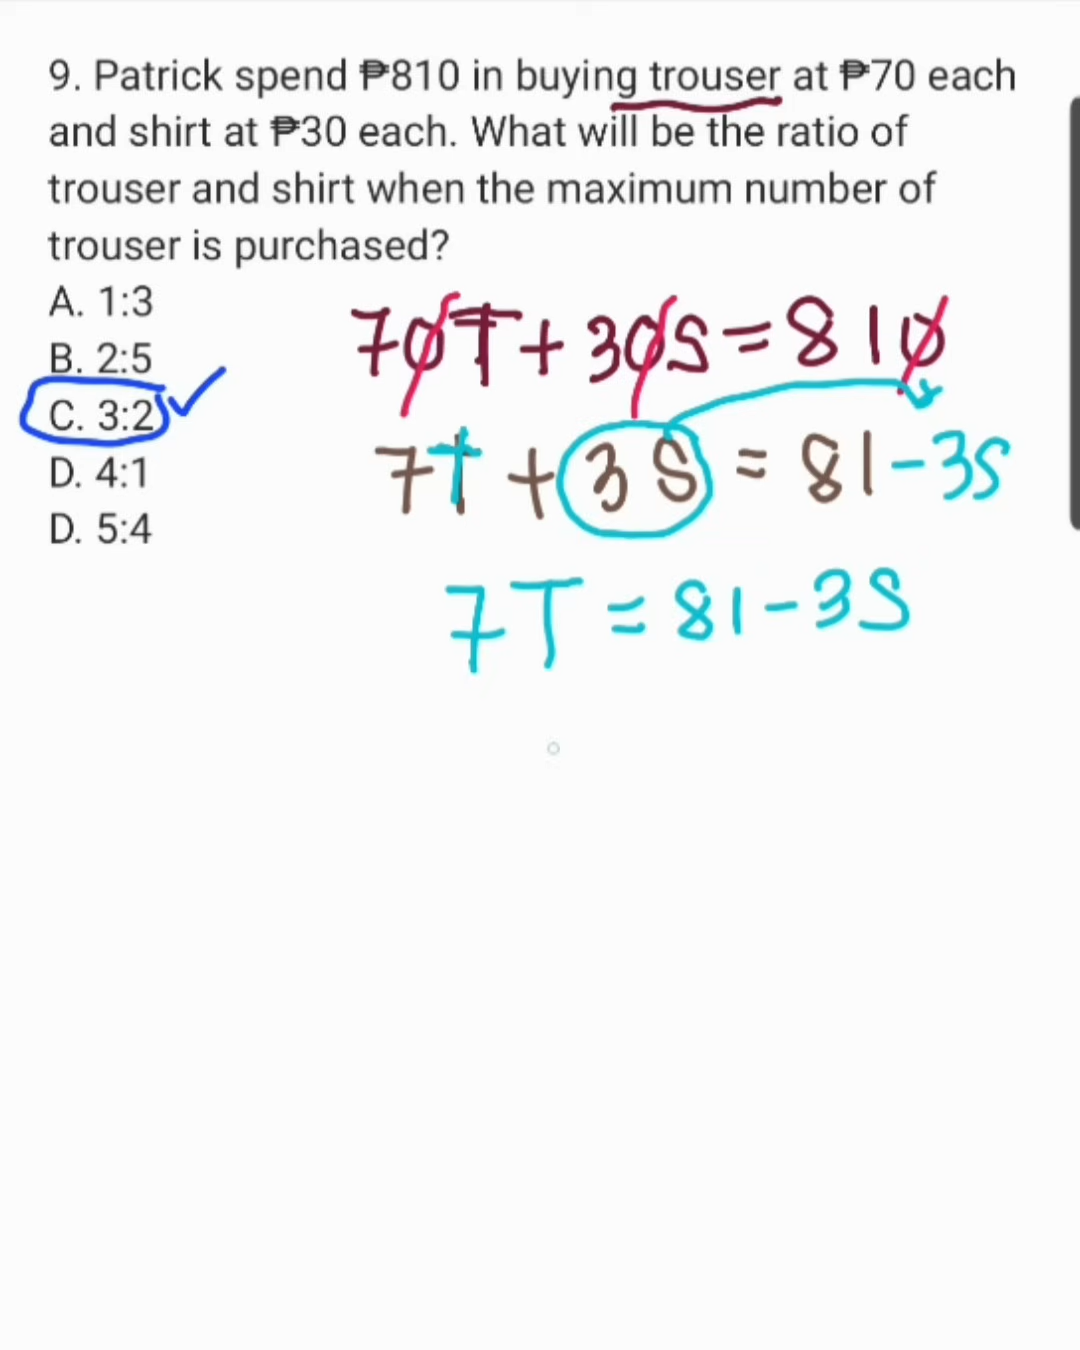 9. Patrick spend ₱810 in buying trouser at ₱70 each
and shirt at ₱30 each. What will be the ratio of
trouser and shirt when the maximum number of
trouser is purchased?
A. 1:3
B. 2:5
C. 3:2
D. 4:1
D. 5:4
70T+30S=810
7T+3S=81-3S
7T=81-3S